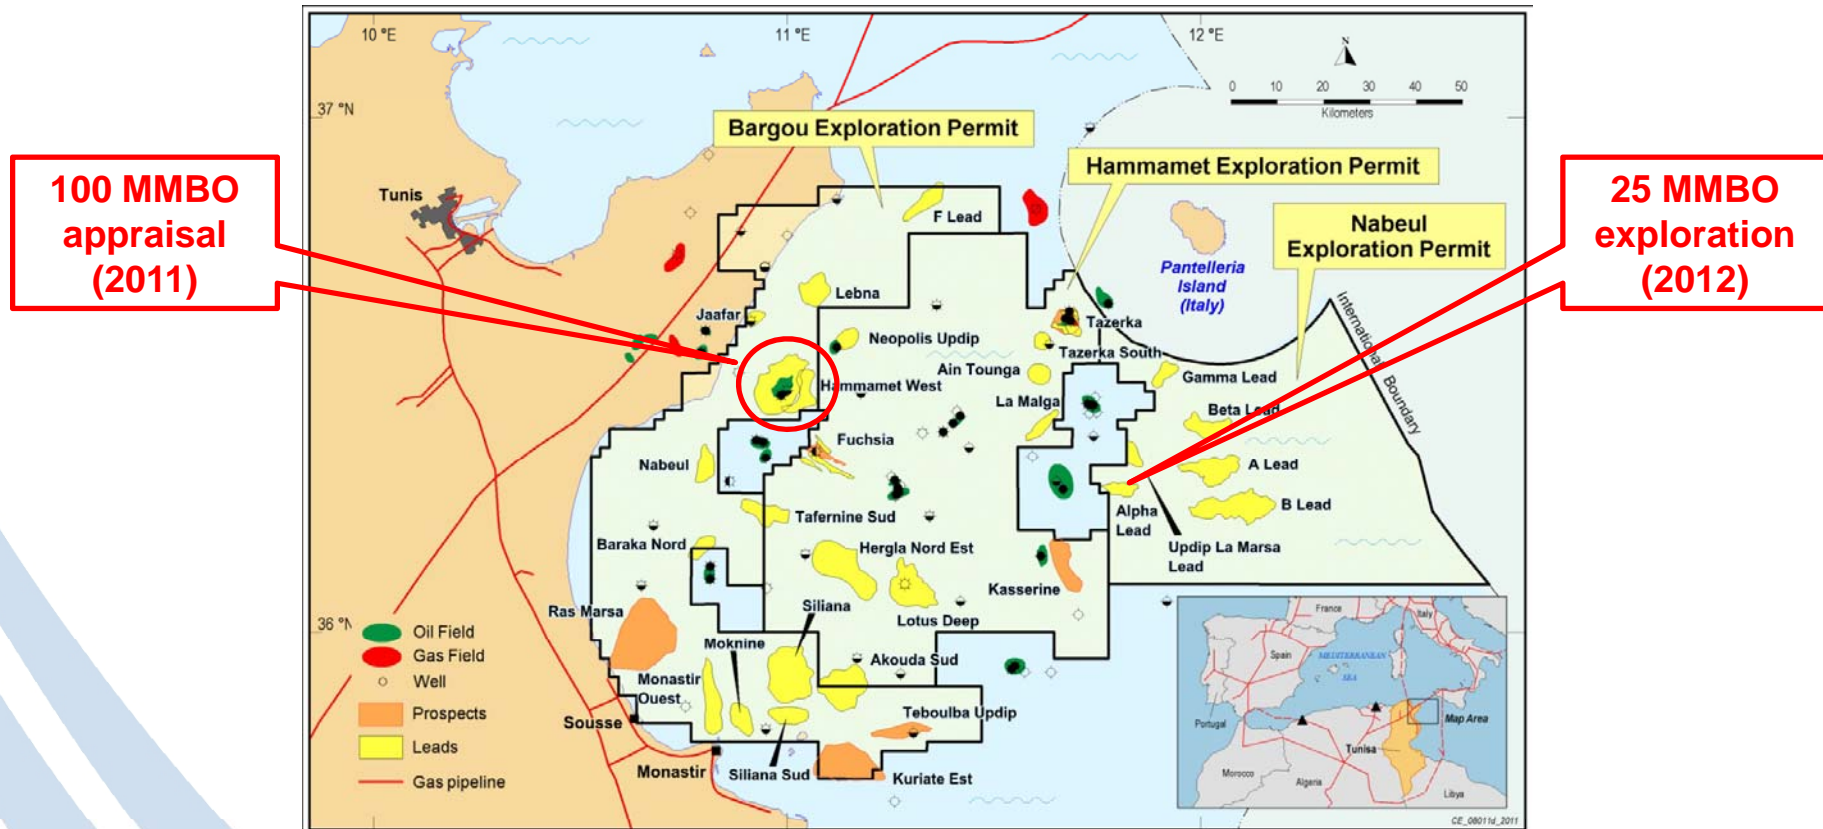 10 °E
11 °E
12 °E
N
0 10 20 30 40 50
Kilometers
37 °N
Bargou Exploration Permit
Hammamet Exploration Permit
Nabeul
Exploration Permit
100 MMBO
appraisal
(2011)
25 MMBO
exploration
(2012)
Tunis
F Lead
Pantelleria
Island
(Italy)
International Boundary
Lebna
Jaafar
Neopolis Updip
Tazerka
Tazerka South
Ain Tounga
Gamma Lead
Hammamet West
La Malga
Beta Lead
Fuchsia
Nabeul
A Lead
B Lead
Alpha
Lead
Tafernine Sud
Baraka Nord
Hergla Nord Est
Updip La Marsa
Lead
Kasserine
Ras Marsa
Siliana
Lotus Deep
36 °N
Moknine
Akouda Sud
Monastir
Ouest
Teboulba Updip
Sousse
Monastir
Siliana Sud
Kuriate Est
Oil Field
Gas Field
Well
Prospects
Leads
Gas pipeline
France
Italy
Spain
MEDITERRANEAN
SEA
Portugal
Map Area
Tunisa
Morocco
Algeria
Libya
CE_08011d_2011